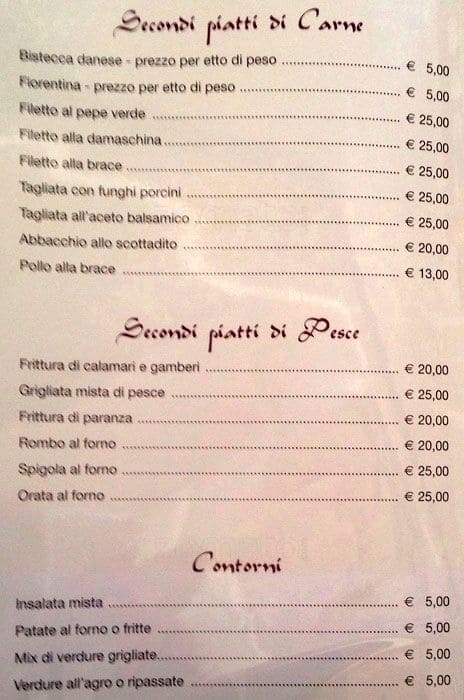 Secondi piatti di Carne
Bistecca danese - prezzo per etto di peso € 5,00
Fiorentina - prezzo per etto di peso € 5,00
Filetto al pepe verde € 25,00
Filetto alla damaschina € 25,00
Filetto alla brace € 25,00
Tagliata con funghi porcini € 25,00
Tagliata all'aceto balsamico € 25,00
Abbacchio allo scottadito € 20,00
Pollo alla brace € 13,00
Secondi piatti di Pesce
Frittura di calamari e gamberi € 20,00
Grigliata mista di pesce € 25,00
Frittura di paranza € 20,00
Rombo al forno € 20,00
Spigola al forno € 25,00
Orata al forno € 25,00
Contorni
Insalata mista € 5,00
Patate al forno o fritte € 5,00
Mix di verdure grigliate € 5,00
Verdure all'agro o ripassate € 5,00